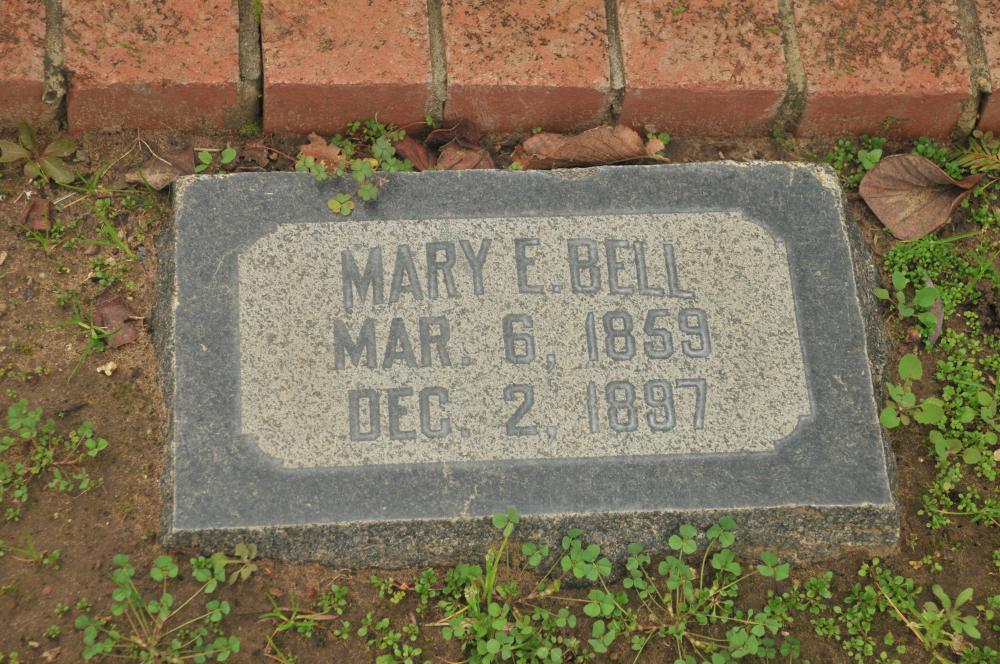 MARY E. BELL
MAR. 6, 1859
DEC. 2, 1897